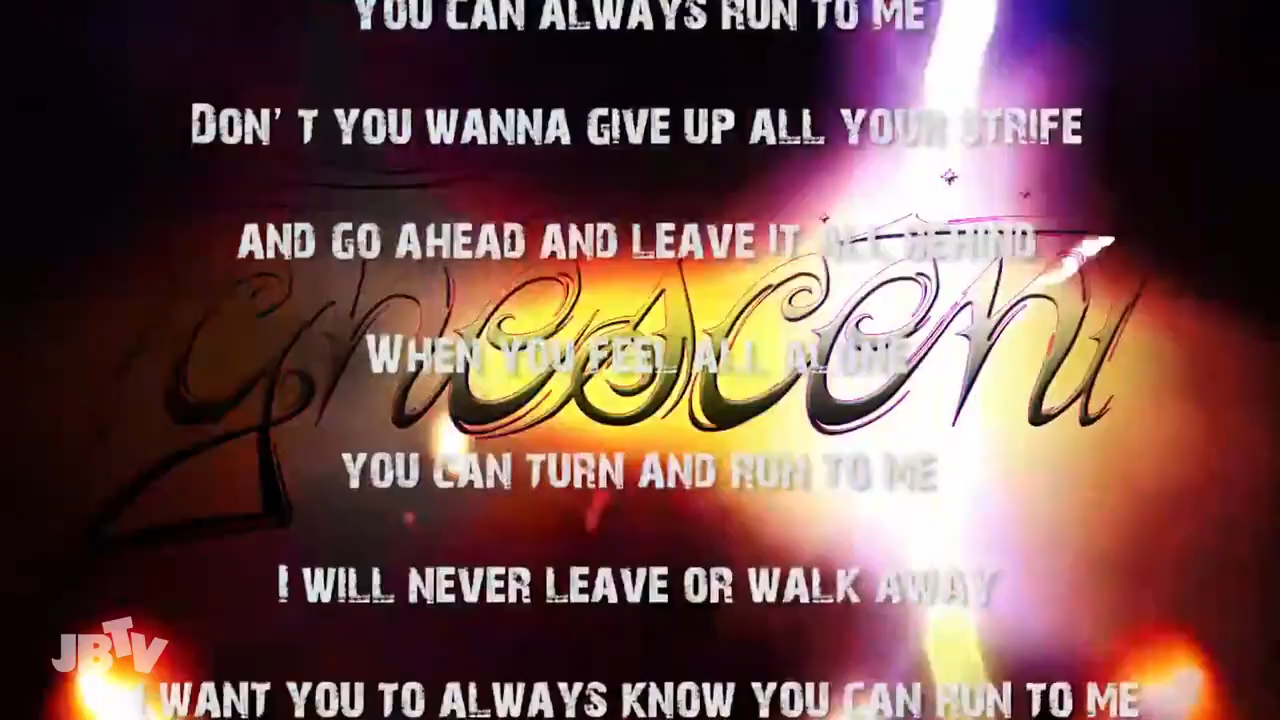 YOU CAN ALWAYS RUN TO ME
DON'T YOU WANNA GIVE UP ALL YOUR STRIFE
AND GO AHEAD AND LEAVE IT ALL BEHIND
WHEN YOU FEEL ALL ALONE
YOU CAN TURN AND RUN TO ME
I WILL NEVER LEAVE OR WALK AWAY
I WANT YOU TO ALWAYS KNOW YOU CAN RUN TO ME
JBTV